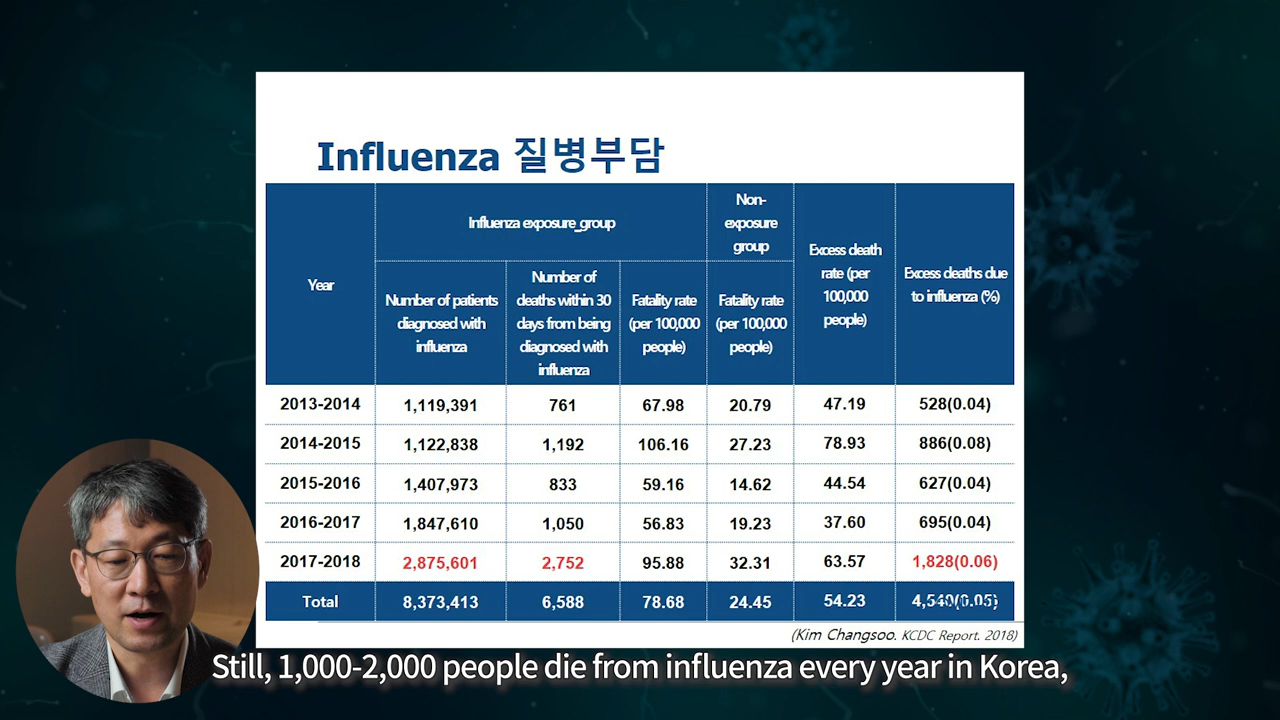 Influenza 질병부담
Year
Influenza exposure_group
Non-
exposure
group
Excess death
rate (per
100,000
people)
Excess deaths due
to influenza (%)
Number of patients
diagnosed with
influenza
Number of
deaths within 30
days from being
diagnosed with
influenza
Fatality rate
(per 100,000
people)
Fatality rate
(per 100,000
people)
2013-2014 1,119,391 761 67.98 20.79 47.19 528(0.04)
2014-2015 1,122,838 1,192 106.16 27.23 78.93 886(0.08)
2015-2016 1,407,973 833 59.16 14.62 44.54 627(0.04)
2016-2017 1,847,610 1,050 56.83 19.23 37.60 695(0.04)
2017-2018 2,875,601 2,752 95.88 32.31 63.57 1,828(0.06)
Total 8,373,413 6,588 78.68 24.45 54.23 4,540(0.05)
(Kim Changsoo. KCDC Report. 2018)
Still, 1,000-2,000 people die from influenza every year in Korea,